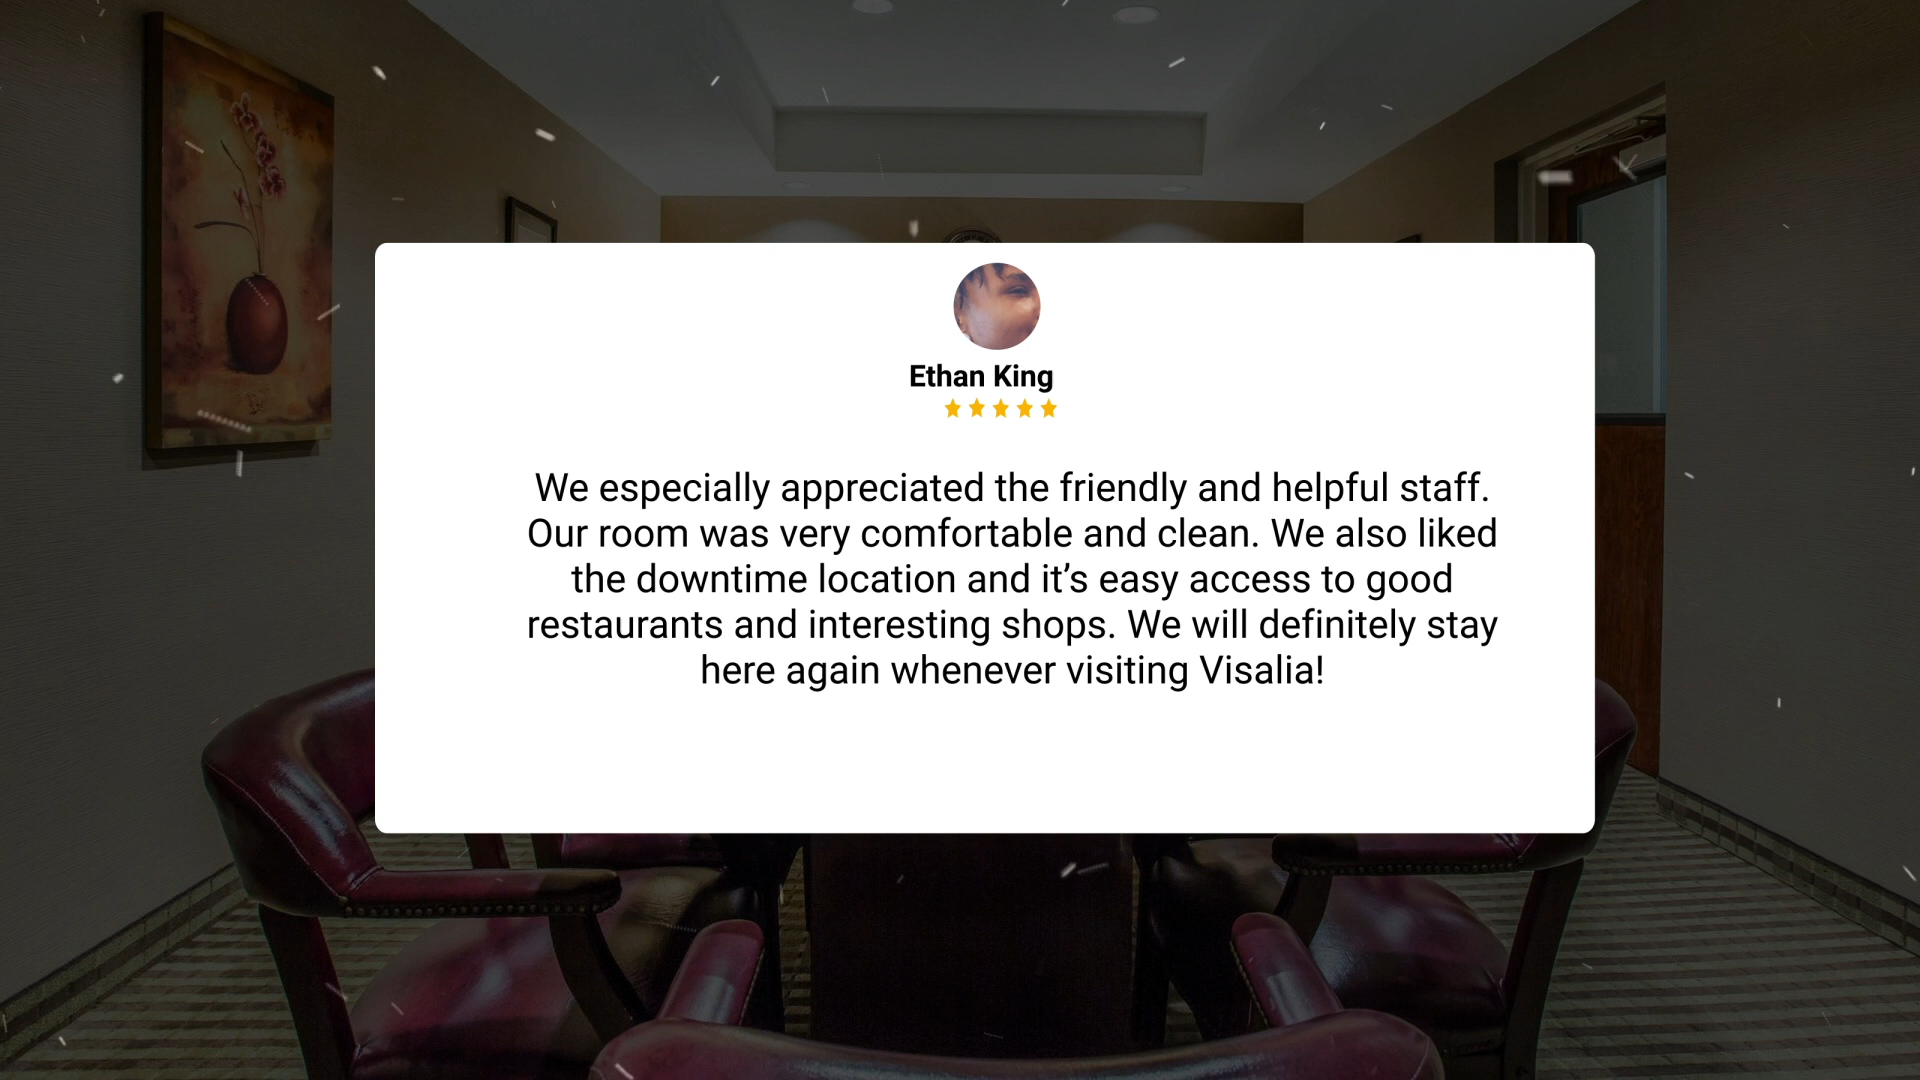 Ethan King
We especially appreciated the friendly and helpful staff.
Our room was very comfortable and clean. We also liked
the downtime location and it’s easy access to good
restaurants and interesting shops. We will definitely stay
here again whenever visiting Visalia!